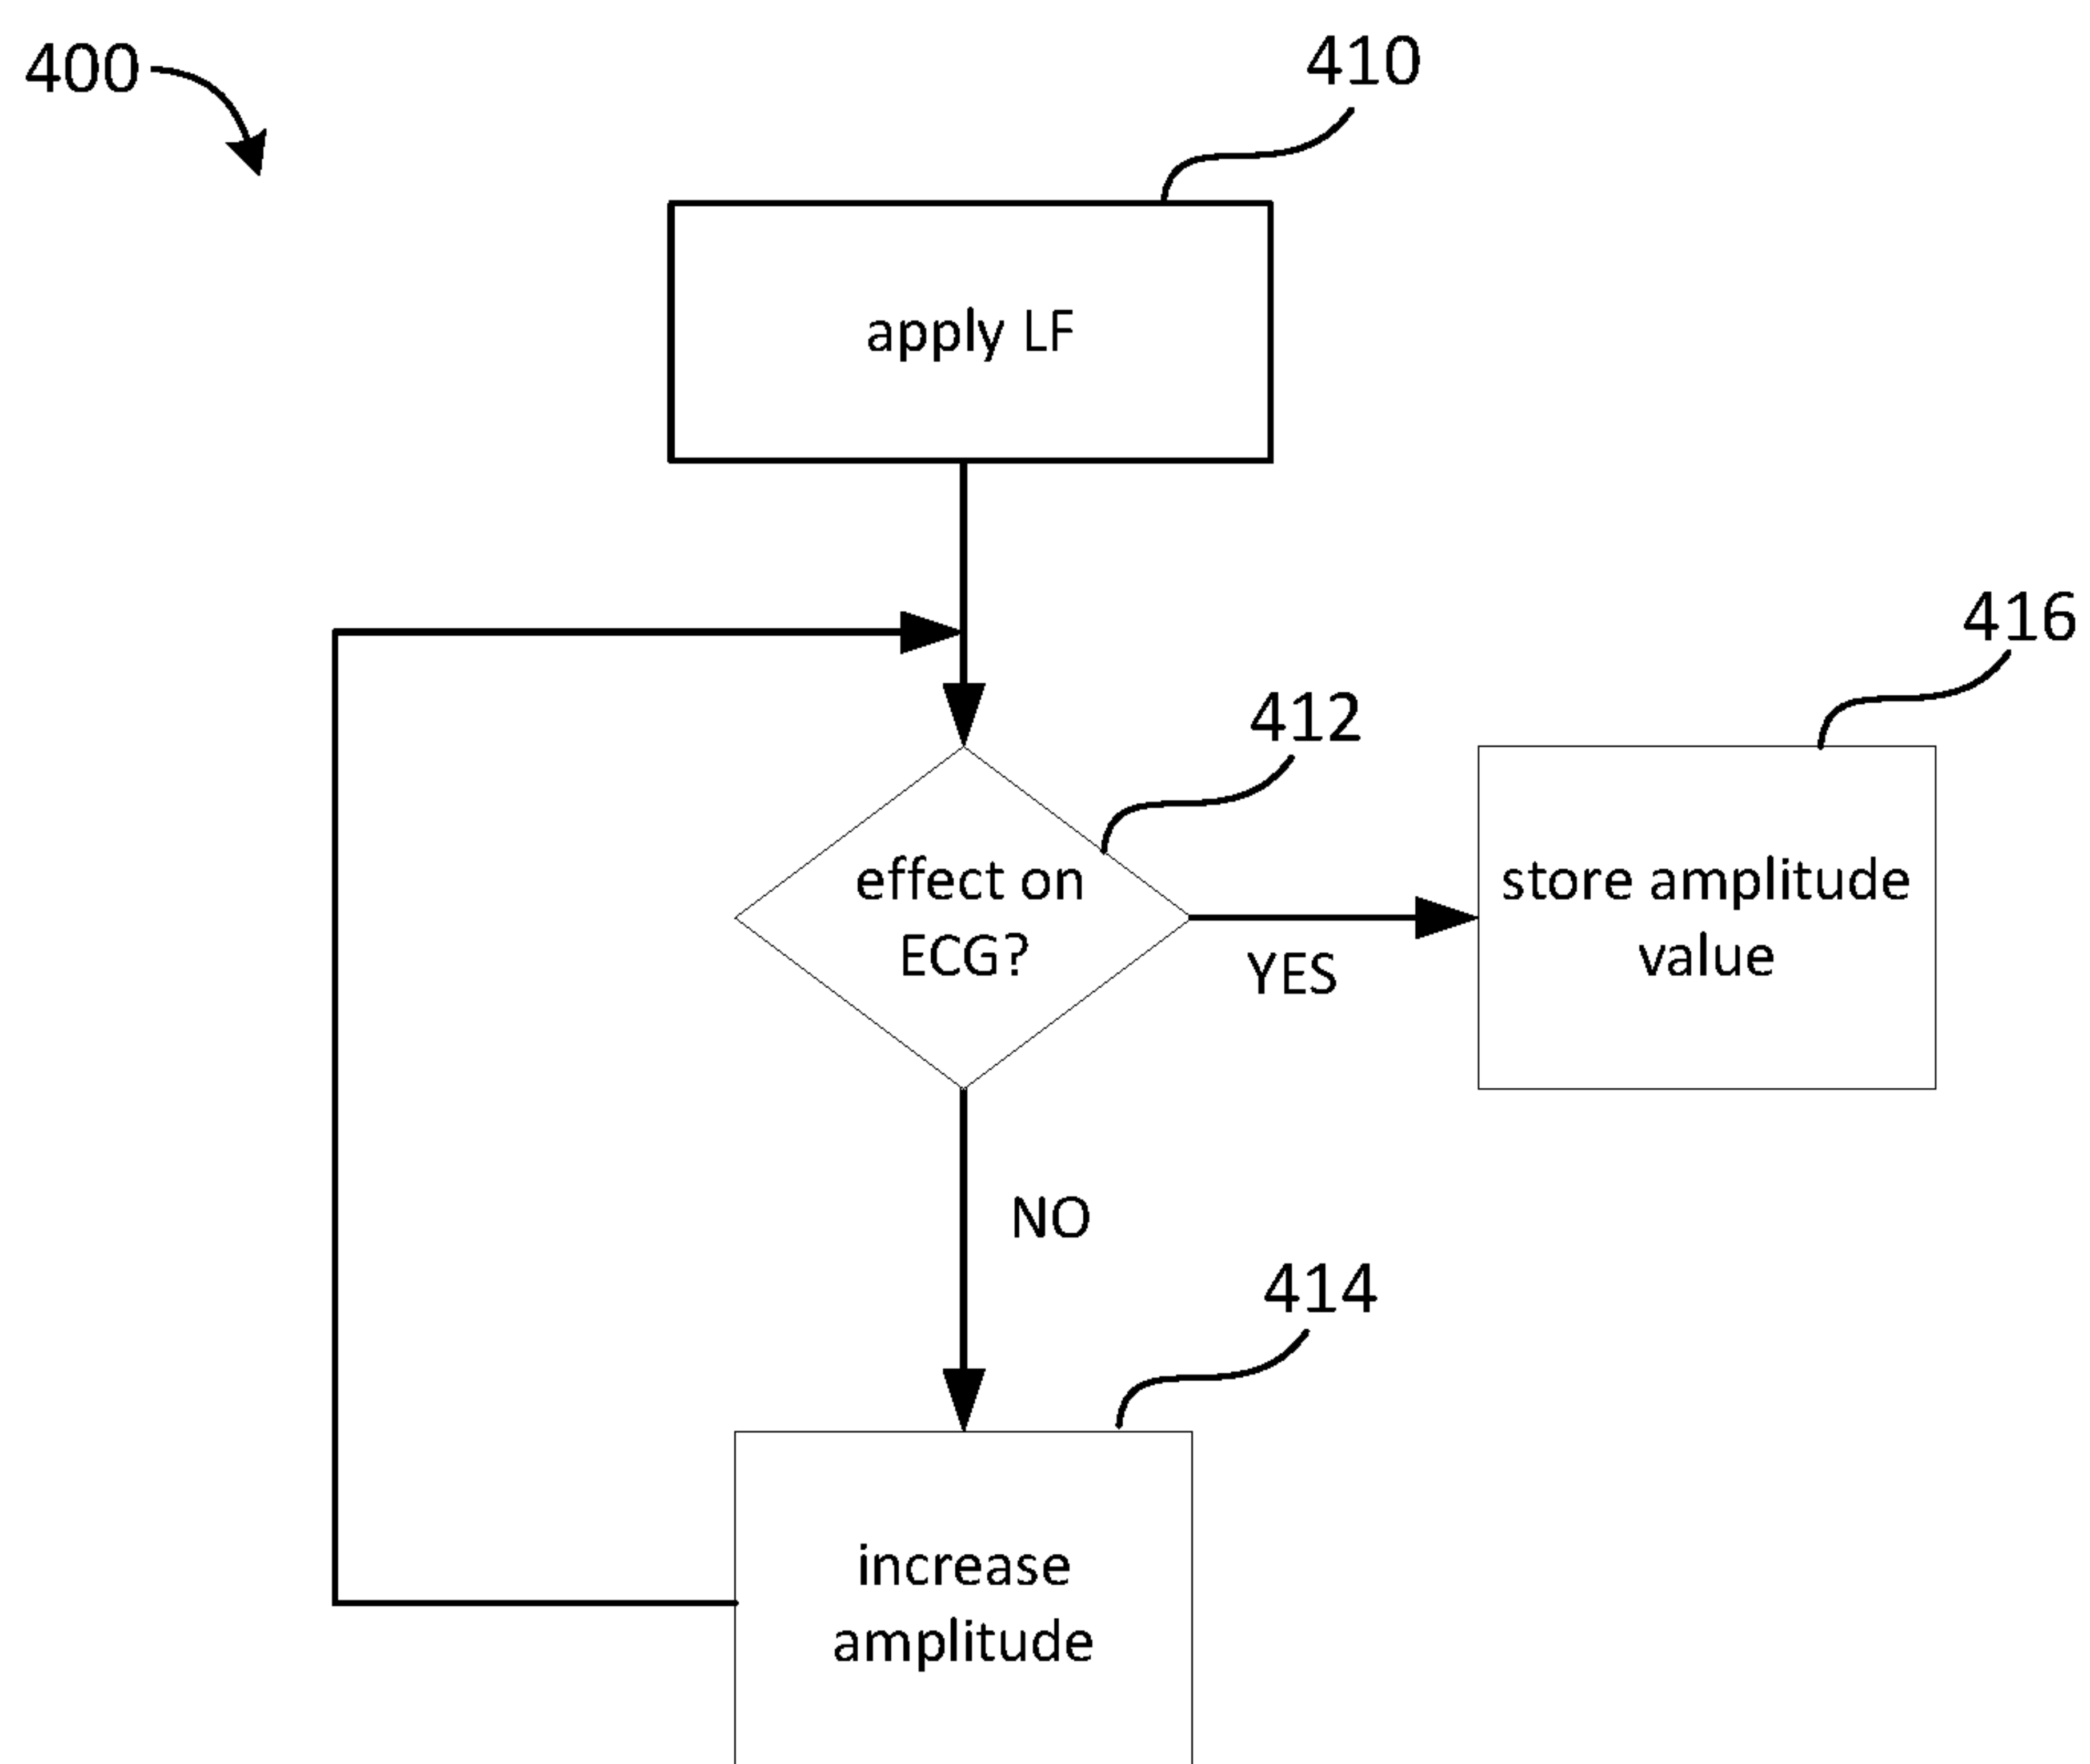 400
410
apply LF
416
412
effect on
ECG?
YES
store amplitude
value
NO
414
increase
amplitude